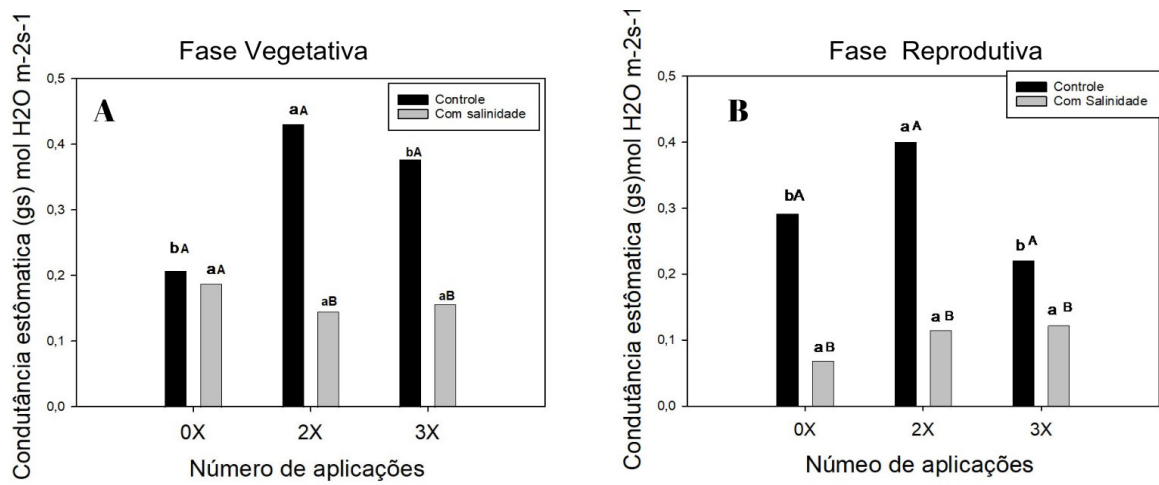 Fase Vegetativa
Condutância estômatica (gs) mol H2O m-2s-1
0,5
0,4
0,3
0,2
0,1
0,0
A
Controle
Com salinidade
bA
aA
aA
aB
bA
aB
0X
2X
3X
Número de aplicações
Fase Reprodutiva
Condutância estômatica (gs)mol H2O m-2s-1
0,5
0,4
0,3
0,2
0,1
0,0
B
Controle
Com Salinidade
bA
aB
aA
aB
bA
aB
0X
2X
3X
Númeo de aplicações